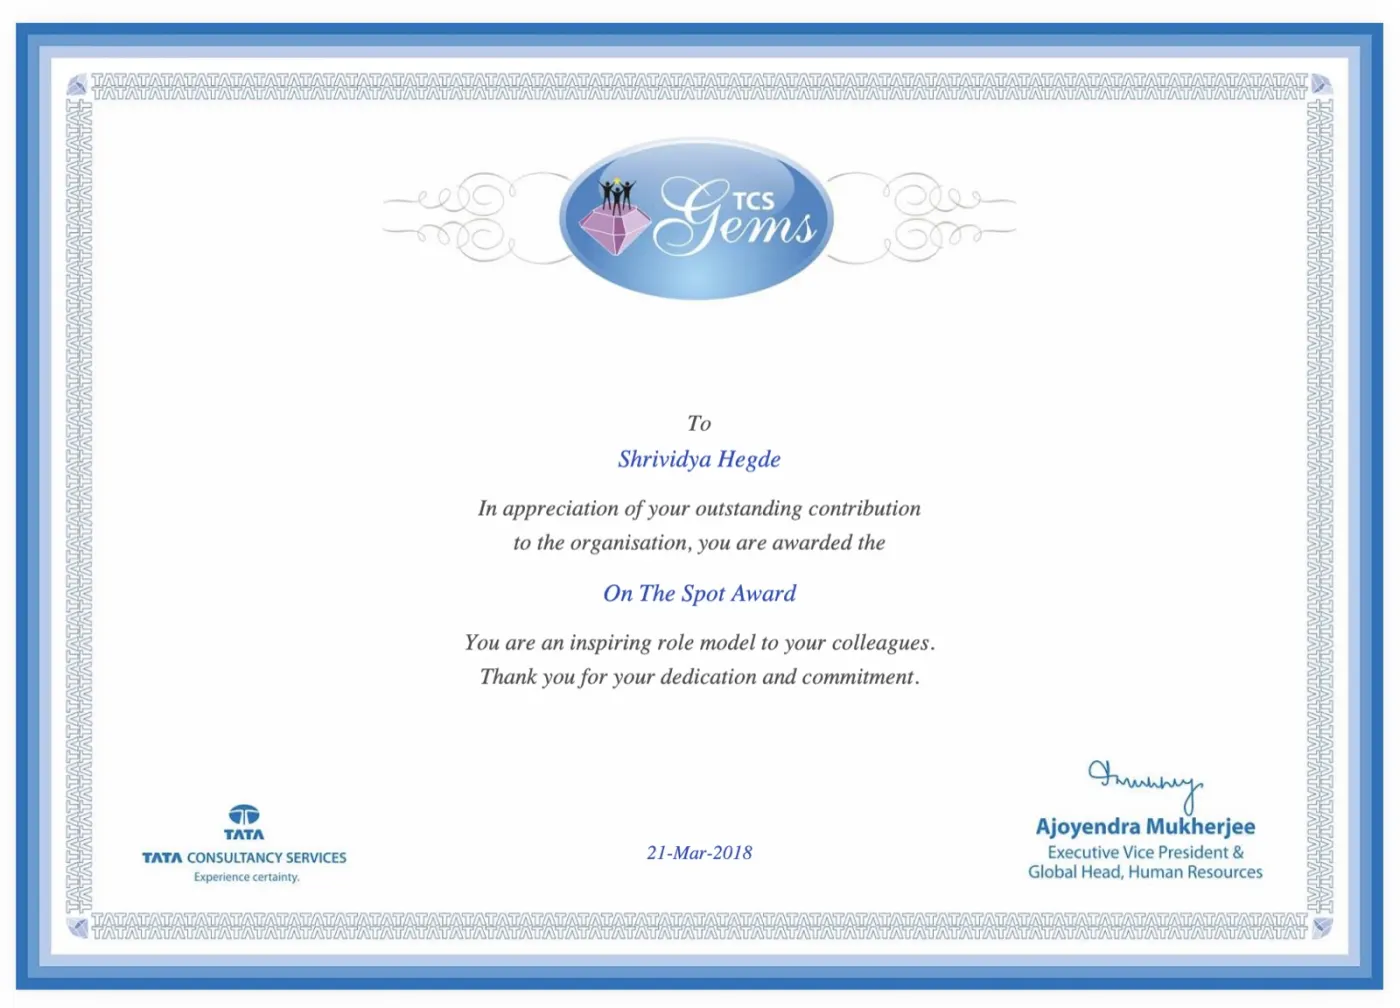 TCS
Gems
To
Shrividya Hegde
In appreciation of your outstanding contribution
to the organisation, you are awarded the
On The Spot Award
You are an inspiring role model to your colleagues.
Thank you for your dedication and commitment.
TATA
TATA CONSULTANCY SERVICES
Experience certainty.
21-Mar-2018
Ajoyendra Mukherjee
Executive Vice President &
Global Head, Human Resources